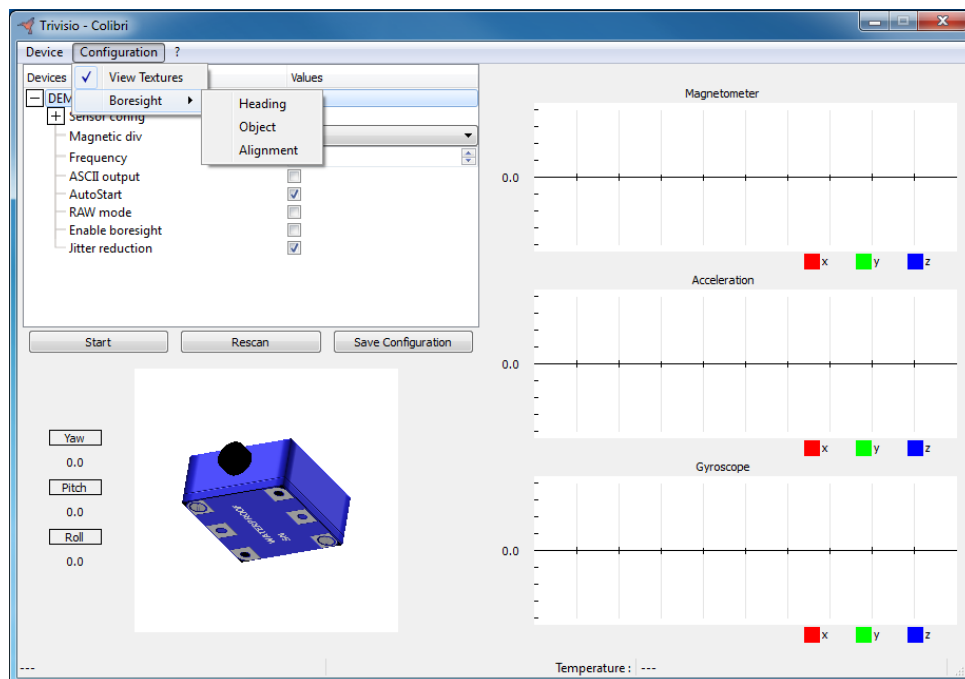 Trivisio - Colibri
Device Configuration ?
Devices Values
View Textures
Boresight
Heading
Object
Alignment
DEM
Sensor config
Magnetic div
Frequency
ASCII output
AutoStart
RAW mode
Enable boresight
Jitter reduction
Start Rescan Save Configuration
Yaw
0.0
Pitch
0.0
Roll
0.0
WATERPROOF
Magnetometer
0.0
x y z
Acceleration
0.0
x y z
Gyroscope
0.0
x y z
--- Temperature : ---